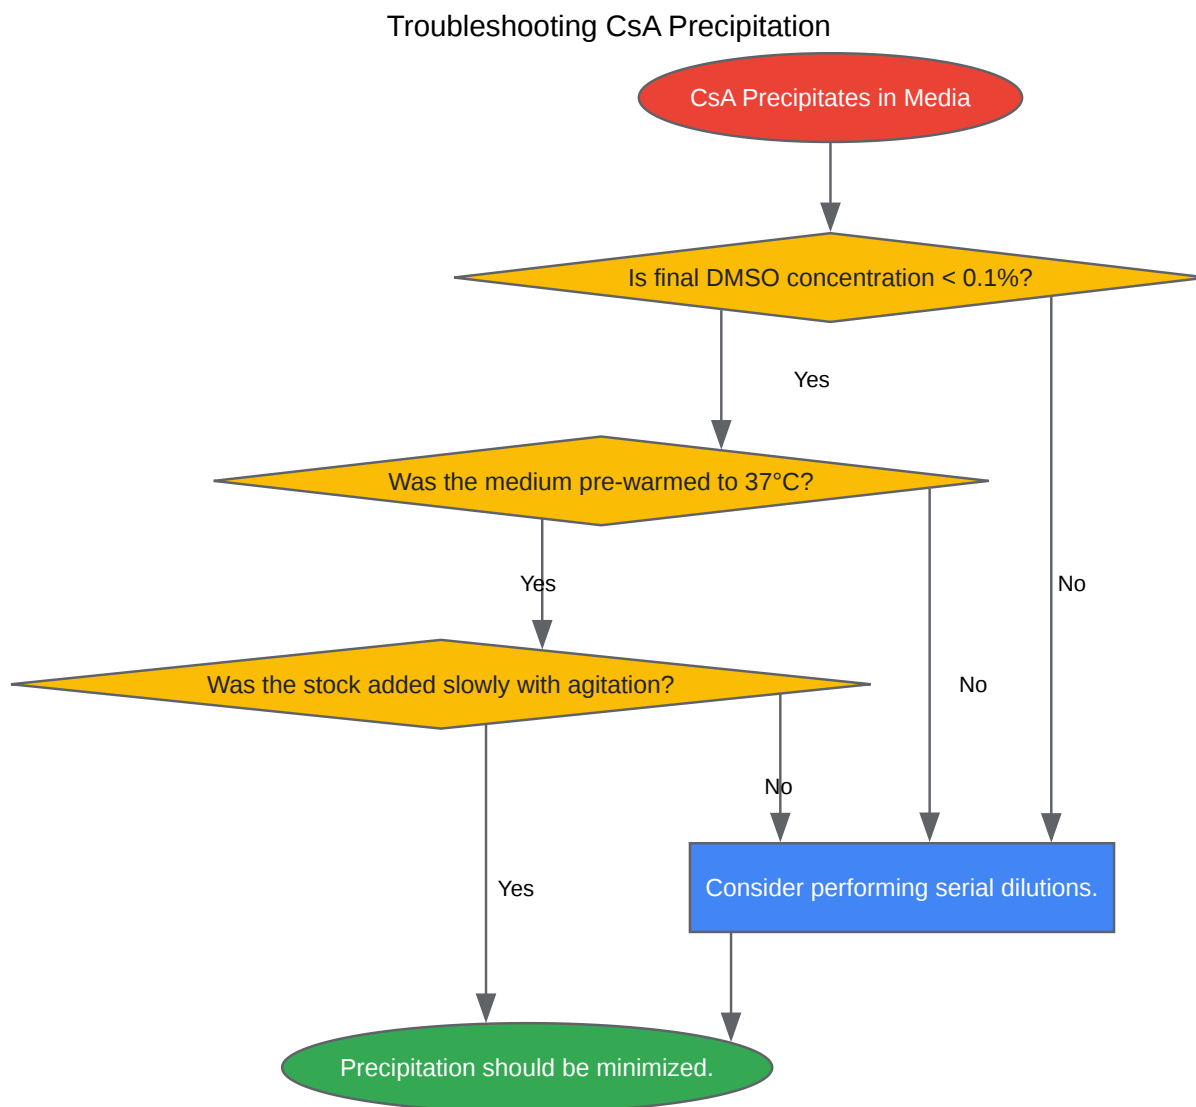 Troubleshooting CsA Precipitation
CsA Precipitates in Media
Is final DMSO concentration < 0.1%?
Yes
Was the medium pre-warmed to 37°C?
Yes
No
Was the stock added slowly with agitation?
No
No
Yes
Consider performing serial dilutions.
Precipitation should be minimized.